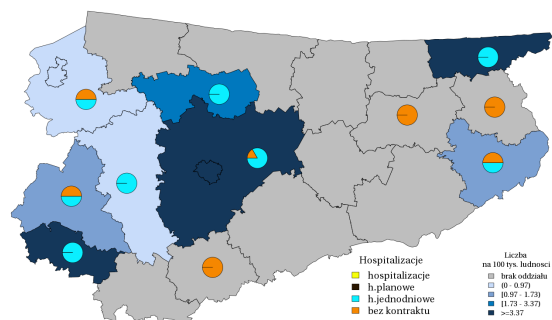 Hospitalizacje
hospitalizacje
h.planowe
h.jednodniowe
bez kontraktu
Liczba
na 100 tys. ludnosci
brak oddziału
(0 - 0.97)
[0.97 - 1.73)
[1.73 - 3.37)
>=3.37